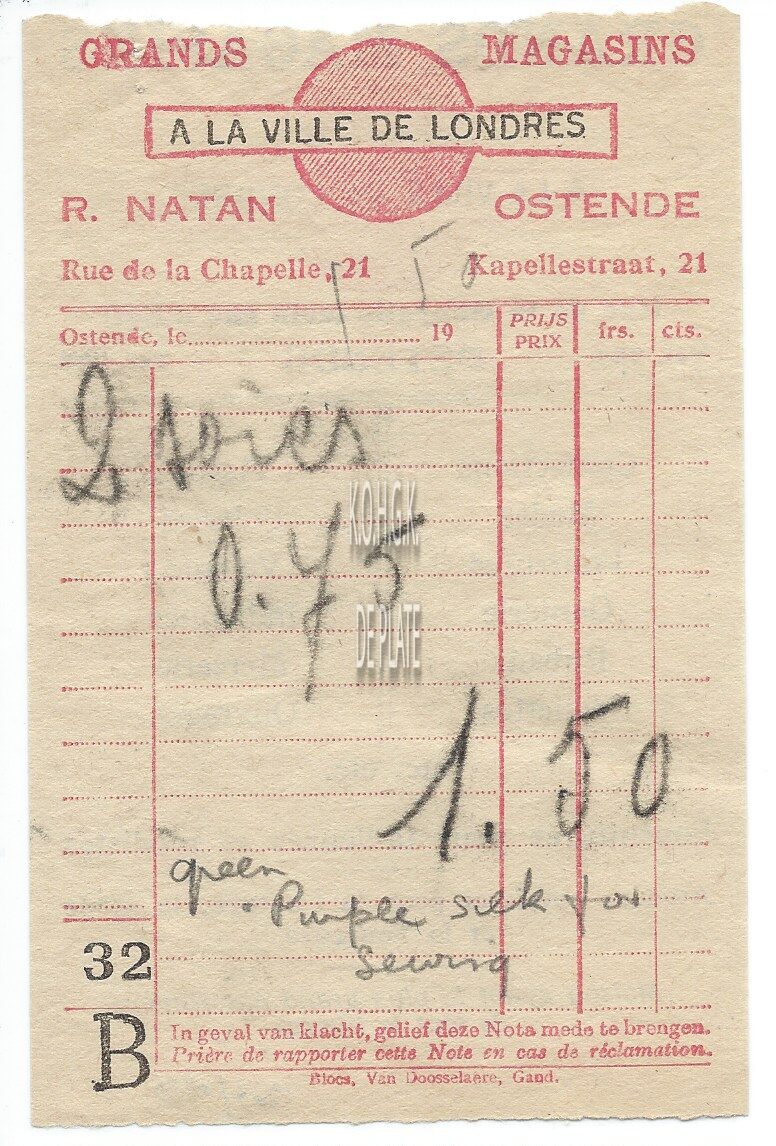 GRANDS MAGASINS
A LA VILLE DE LONDRES
R. NATAN OSTENDE
Rue de la Chapelle, 21 Kapellestraat, 21
1 50
Ostende, le........................................ 19 PRIJS PRIX frs. cts.
2 soies
KOHGK
0.75
DEPLATE
1.50
green
. Purple silk for
sewing
32
B
In geval van klacht, gelief deze Nota mede te brengen.
Prière de rapporter cette Note en cas de réclamation.
Blocs, Van Doosselaere, Gand.